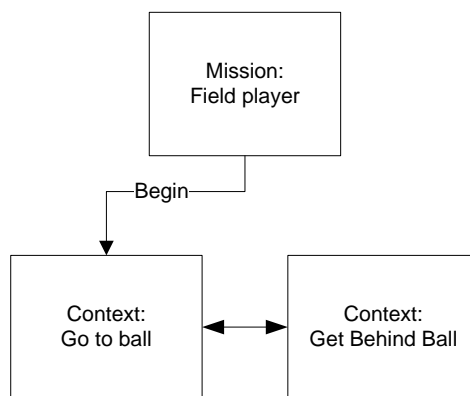 Mission:
Field player
Begin
Context:
Go to ball
Context:
Get Behind Ball